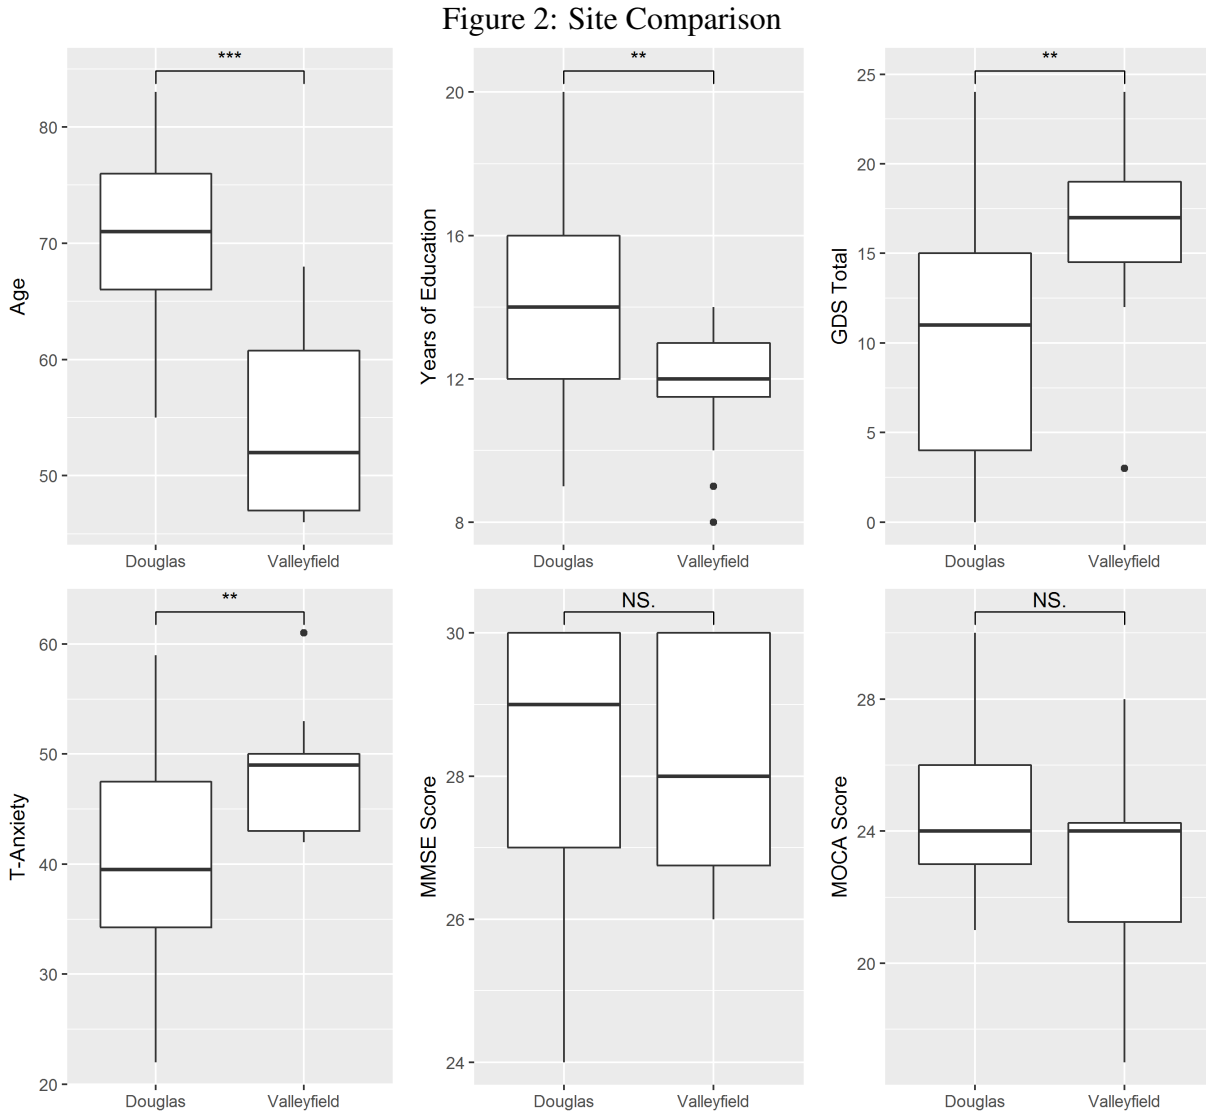 Figure 2: Site Comparison
***
80
70
60
50
Age
Douglas Valleyfield
**
20
16
12
8
Years of Education
Douglas Valleyfield
**
25
20
15
10
5
0
GDS Total
Douglas Valleyfield
**
60
50
40
30
20
T-Anxiety
Douglas Valleyfield
NS.
30
28
26
24
MMSE Score
Douglas Valleyfield
NS.
28
24
20
MOCA Score
Douglas Valleyfield